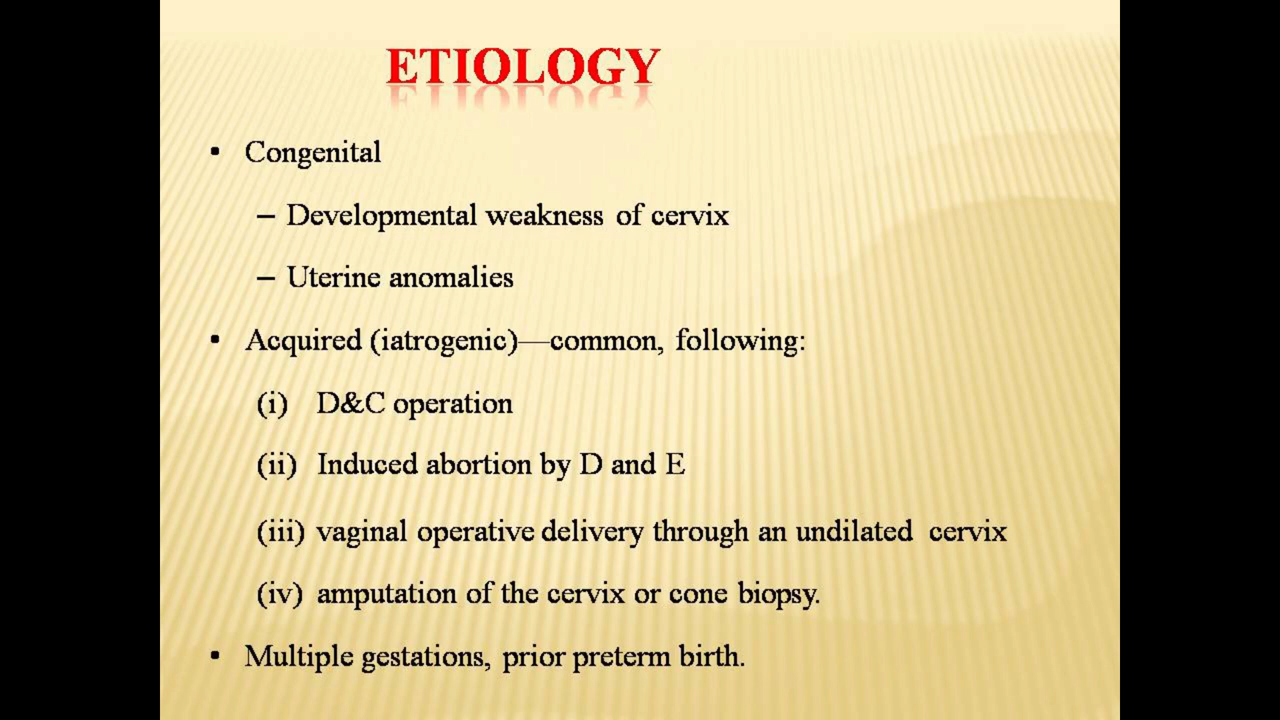 ETIOLOGY
• Congenital
– Developmental weakness of cervix
– Uterine anomalies
• Acquired (iatrogenic)—common, following:
(i) D&C operation
(ii) Induced abortion by D and E
(iii) vaginal operative delivery through an undilated cervix
(iv) amputation of the cervix or cone biopsy.
• Multiple gestations, prior preterm birth.